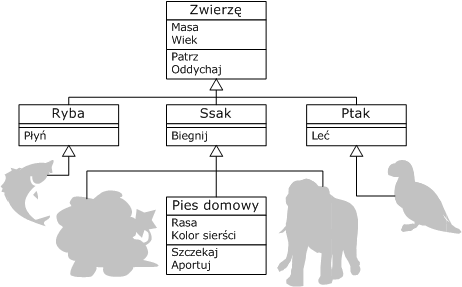 Zwierzę
Masa
Wiek
Patrz
Oddychaj
Ryba
Płyń
Ssak
Biegnij
Ptak
Leć
Pies domowy
Rasa
Kolor sierści
Szczekaj
Aportuj